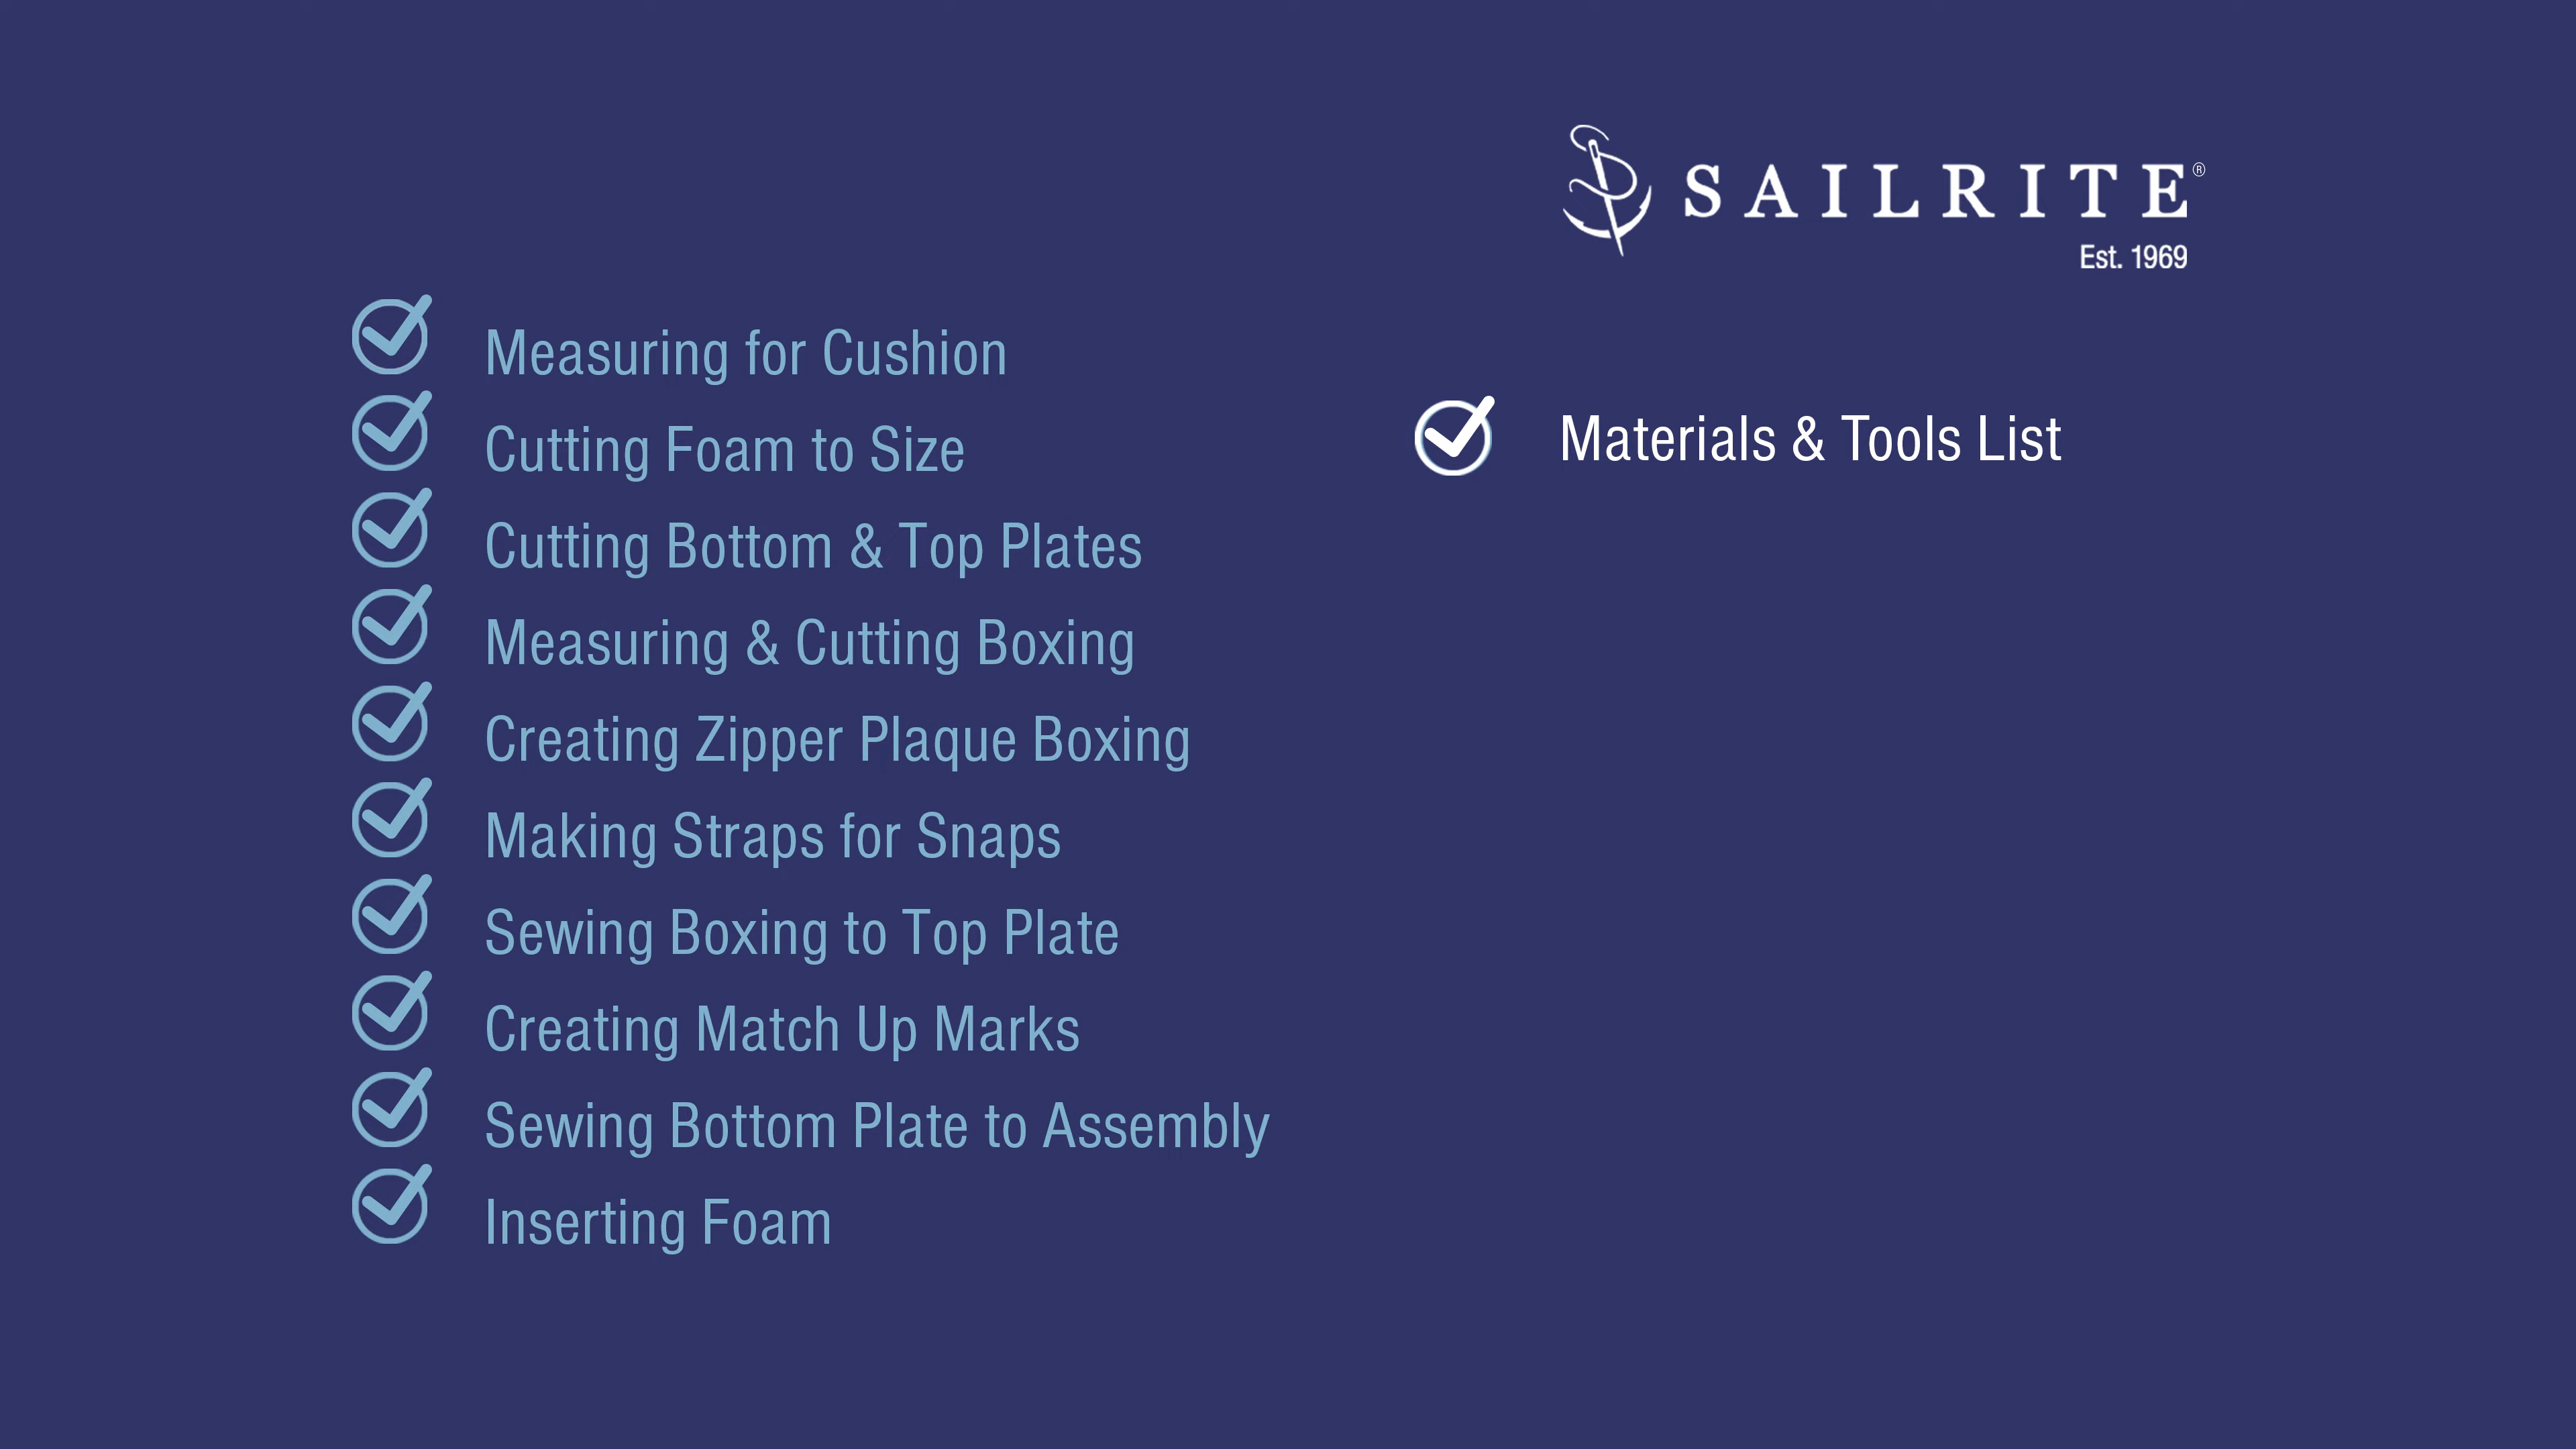 SAILRITE®
Est. 1969
Measuring for Cushion
Cutting Foam to Size
Cutting Bottom & Top Plates
Measuring & Cutting Boxing
Creating Zipper Plaque Boxing
Making Straps for Snaps
Sewing Boxing to Top Plate
Creating Match Up Marks
Sewing Bottom Plate to Assembly
Inserting Foam
Materials & Tools List